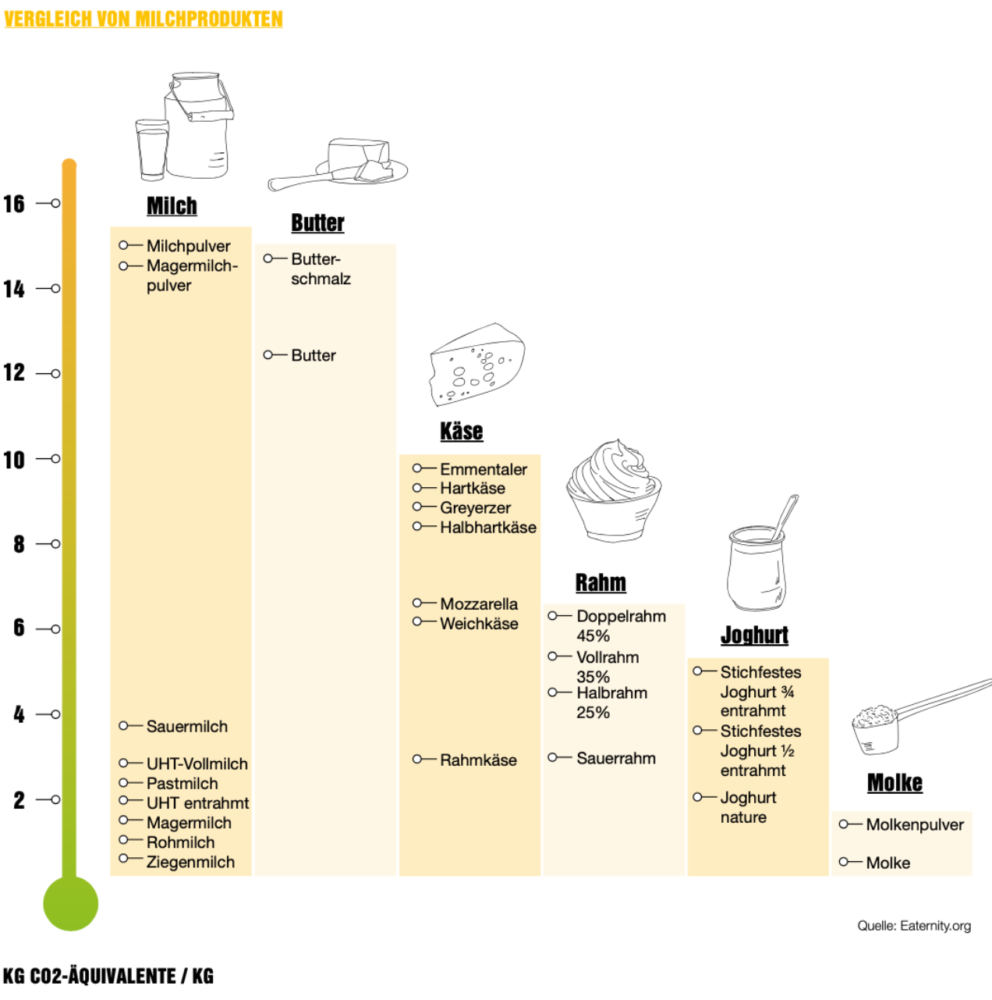 VERGLEICH VON MILCHPRODUKTEN
16
14
12
10
8
6
4
2
Milch
Milchpulver
Magermilch-
pulver
Sauermilch
UHT-Vollmilch
Pastmilch
UHT entrahmt
Magermilch
Rohmilch
Ziegenmilch
Butter
Butter-
schmalz
Butter
Käse
Emmentaler
Hartkäse
Greyerzer
Halbhartkäse
Mozzarella
Weichkäse
Rahmkäse
Rahm
Doppelrahm
45%
Vollrahm
35%
Halbrahm
25%
Sauerrahm
Joghurt
Stichfestes
Joghurt ¾
entrahmt
Stichfestes
Joghurt ½
entrahmt
Joghurt
nature
Molke
Molkenpulver
Molke
Quelle: Eaternity.org
KG CO2-ÄQUIVALENTE / KG